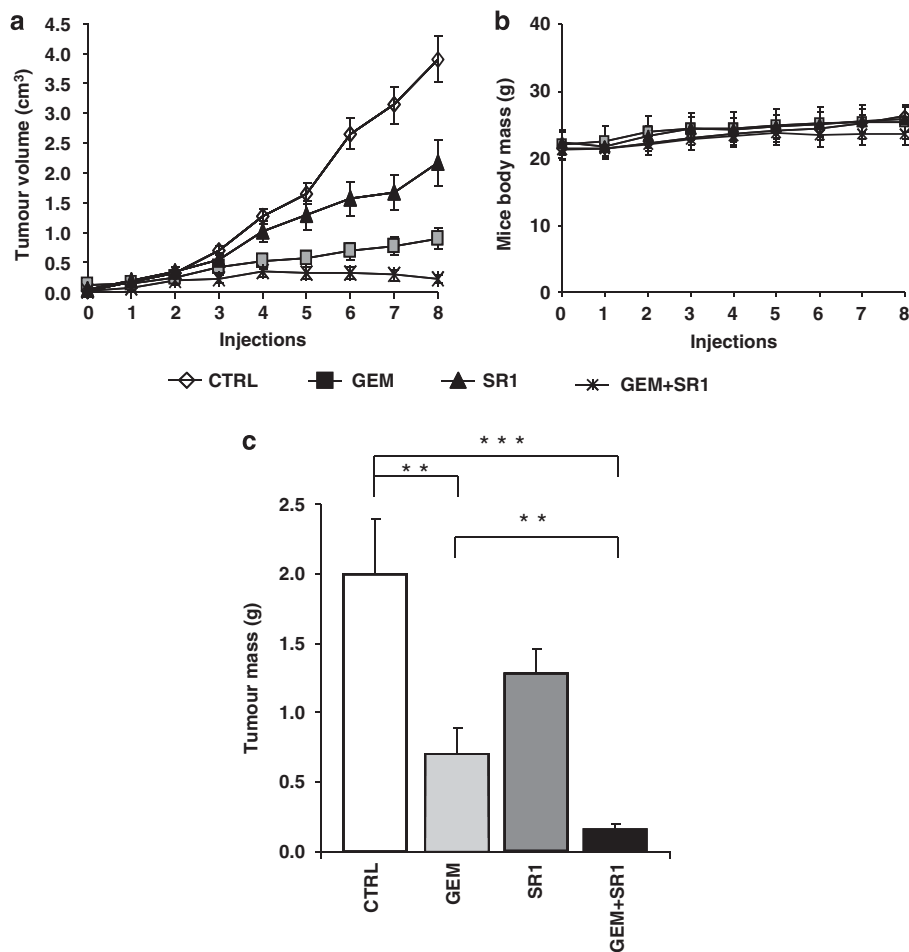 a
Tumour volume (cm³)
4.5
4.0
3.5
3.0
2.5
2.0
1.5
1.0
0.5
0.0
0 1 2 3 4 5 6 7 8
Injections
b
Mice body mass (g)
40
30
20
10
0
0 1 2 3 4 5 6 7 8
Injections
CTRL GEM SR1 GEM+SR1
c
* * *
* *
* *
Tumour mass (g)
2.5
2.0
1.5
1.0
0.5
0.0
CTRL
GEM
SR1
GEM+SR1